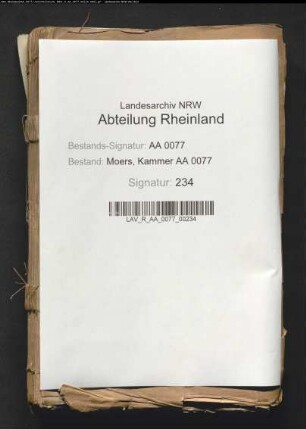 Landesarchiv NRW
Abteilung Rheinland
Bestands-Signatur: AA 0077
Bestand: Moers, Kammer AA 0077
Signatur: 234
LAV_R_AA_0077_00234